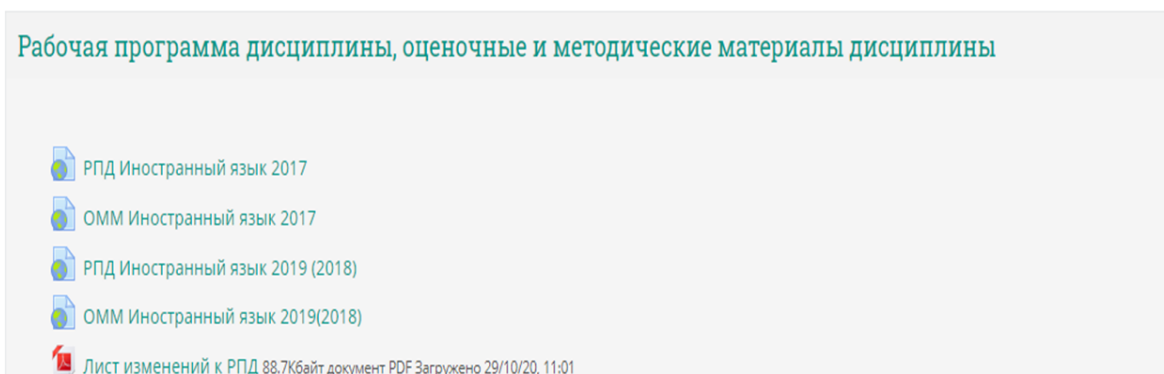 Рабочая программа дисциплины, оценочные и методические материалы дисциплины
РПД Иностранный язык 2017
ОММ Иностранный язык 2017
РПД Иностранный язык 2019 (2018)
ОММ Иностранный язык 2019(2018)
Лист изменений к РПД 88.7Кбайт документ PDF Загружено 29/10/20, 11:01